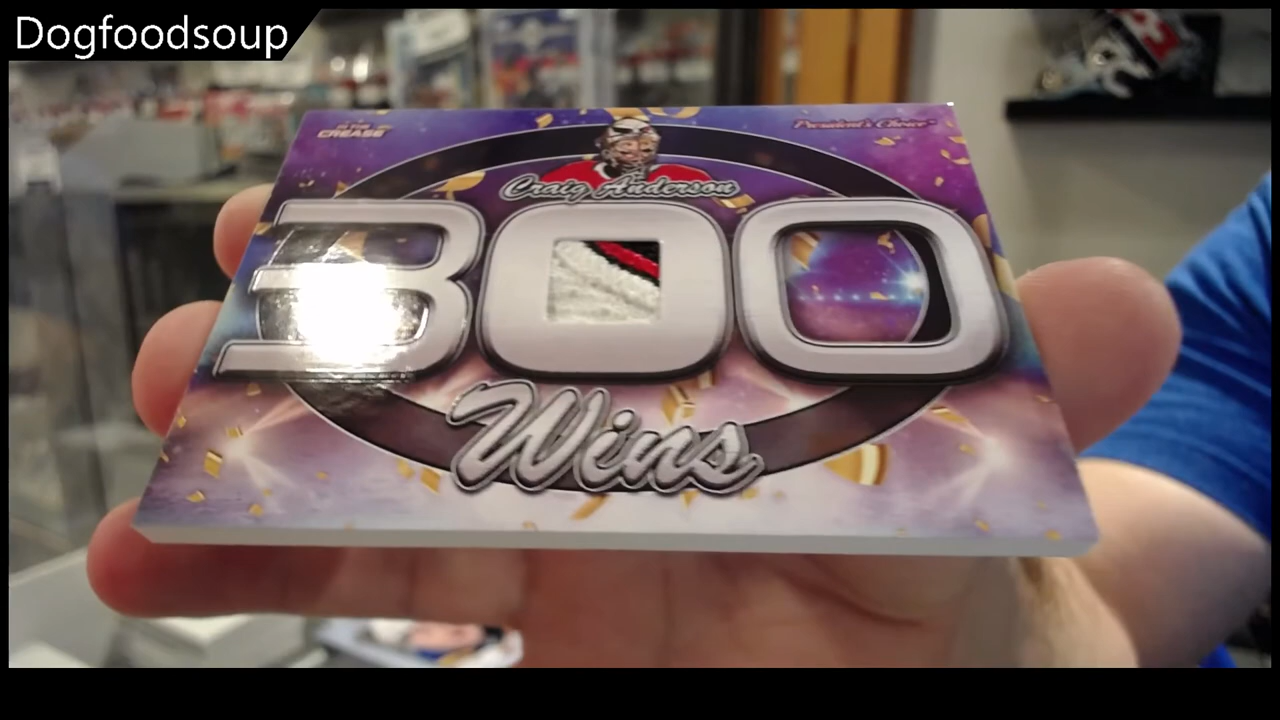 Dogfoodsoup
IN THE
CREASE
President's Choice
Craig Anderson
300
Wins